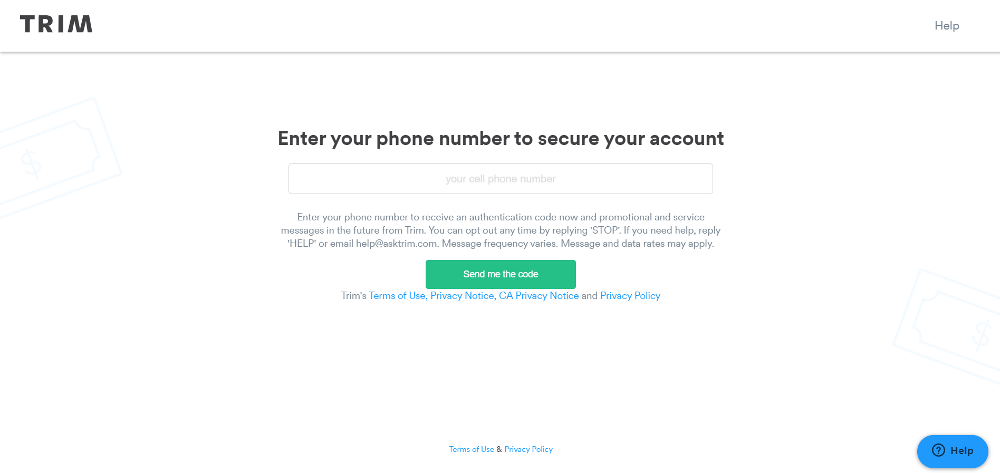 TRIM
Help
Enter your phone number to secure your account
your cell phone number
Enter your phone number to receive an authentication code now and promotional and service
messages in the future from Trim. You can opt out any time by replying 'STOP'. If you need help, reply
'HELP' or email help@asktrim.com. Message frequency varies. Message and data rates may apply.
Send me the code
Trim's Terms of Use, Privacy Notice, CA Privacy Notice and Privacy Policy
$
$
Terms of Use & Privacy Policy
Help